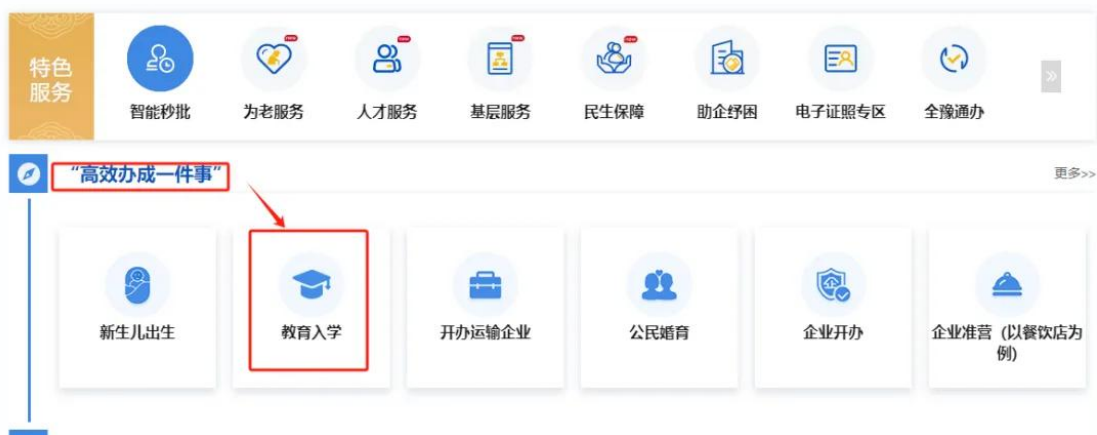 特色
服务
new
new
new
new
智能秒批
为老服务
人才服务
基层服务
民生保障
助企纾困
电子证照专区
全豫通办
»
“高效办成一件事”
更多>>
新生儿出生
教育入学
开办运输企业
公民婚育
企业开办
企业准营（以餐饮店为
例)